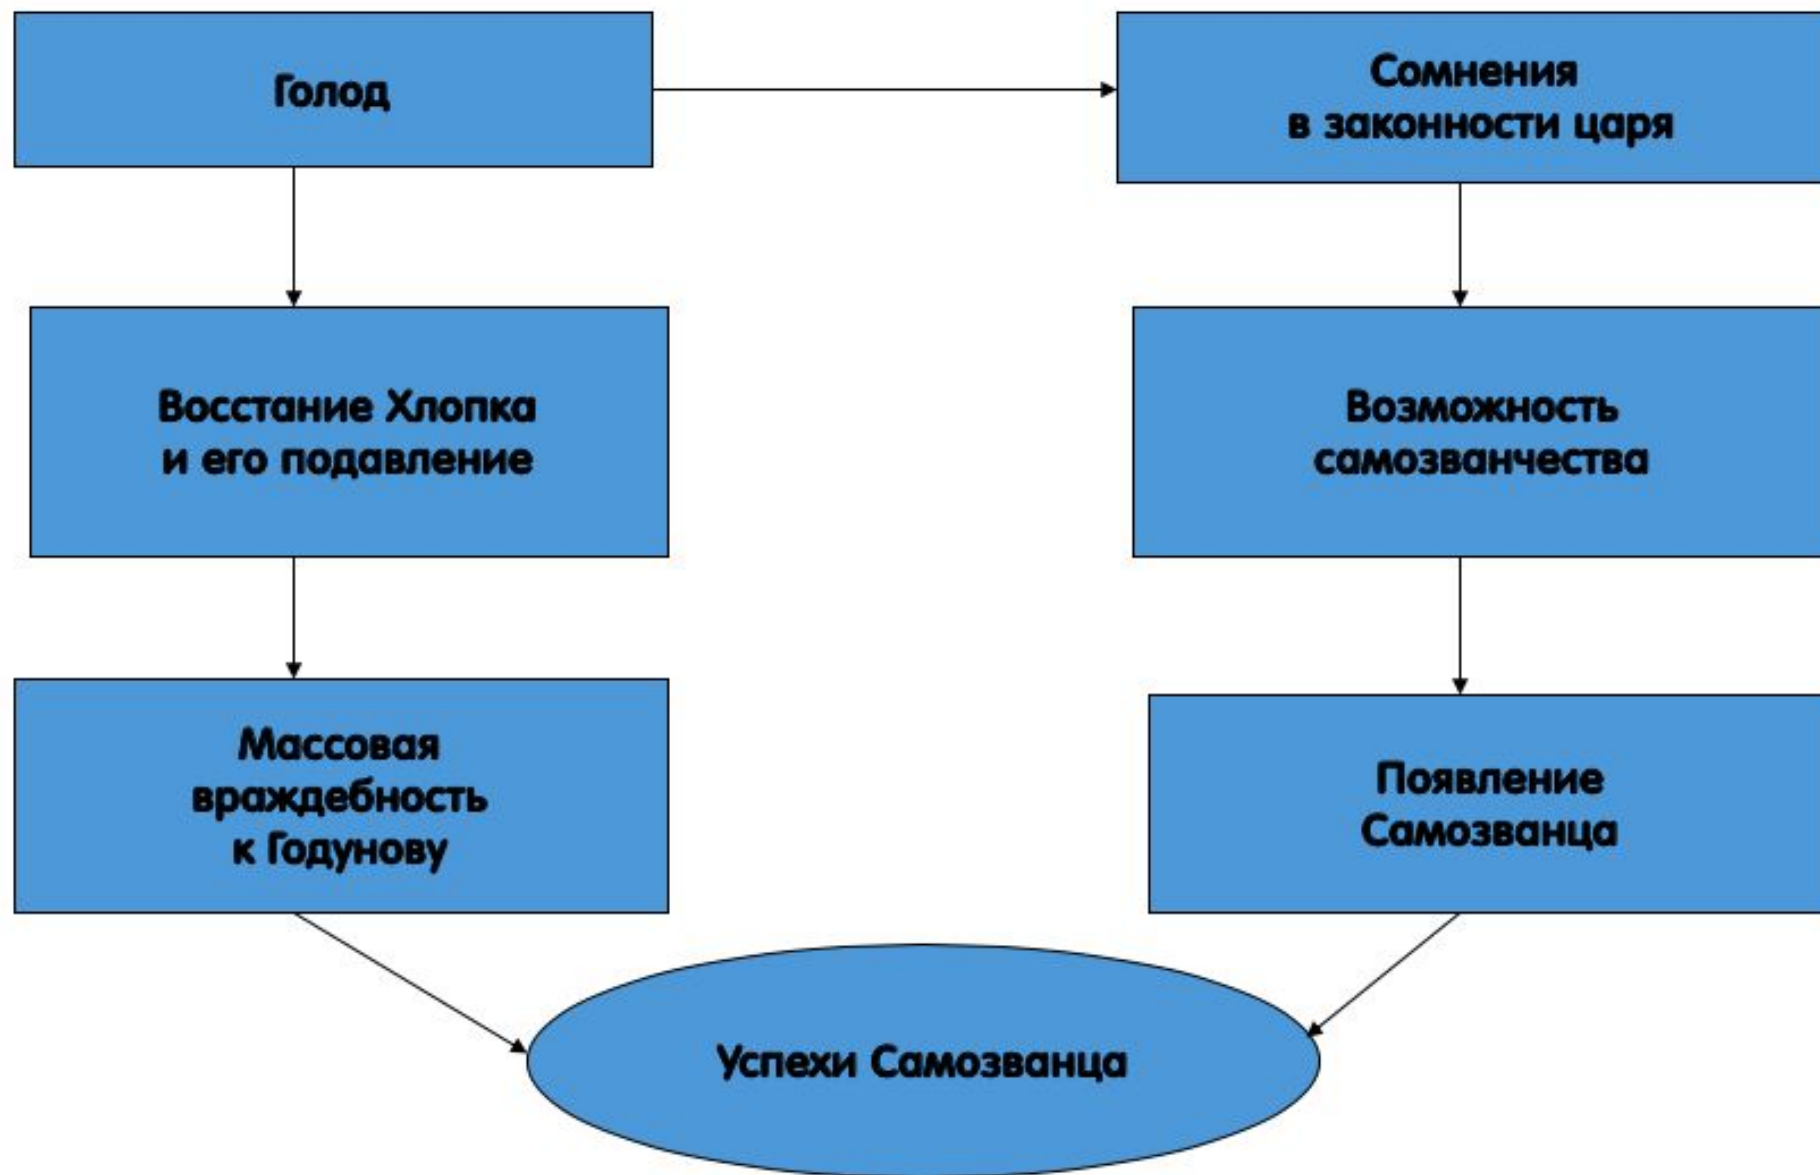 Голод
Сомнения
в законности царя
Восстание Хлопка
и его подавление
Возможность
самозванчества
Массовая
враждебность
к Годунову
Появление
Самозванца
Успехи Самозванца